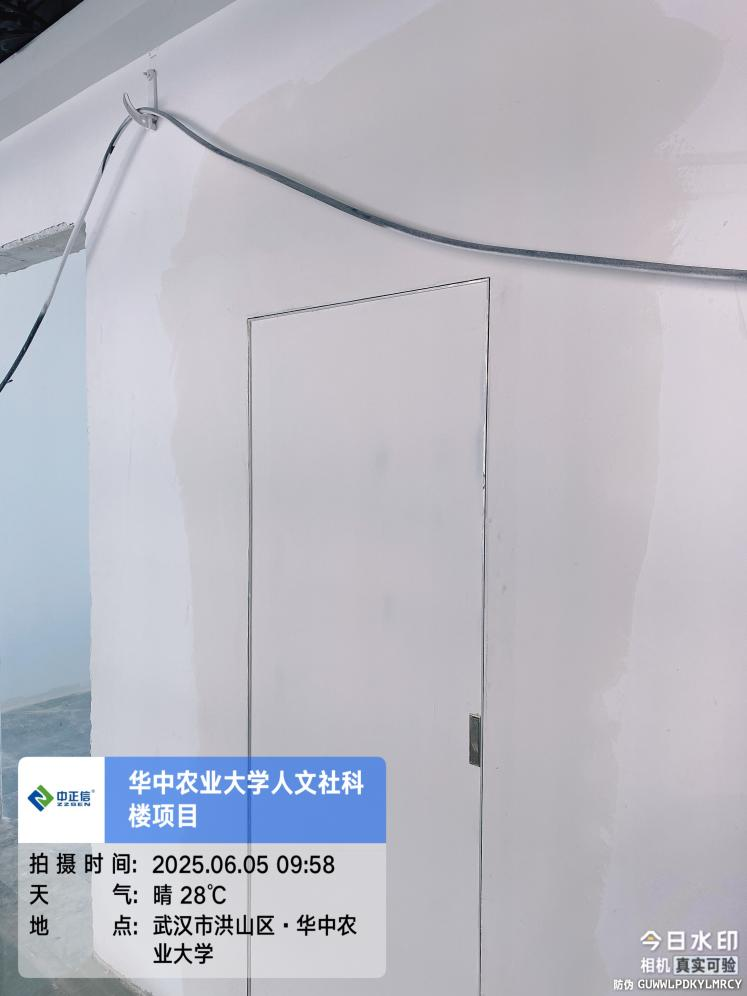 中正信
ZZSEN
华中农业大学人文社科
楼项目
拍摄时间: 2025.06.05 09:58
天气: 晴 28℃
地点: 武汉市洪山区·华中农
业大学
今日水印
相机 真实可验
防伪 GUWWLPDKYLMRCY